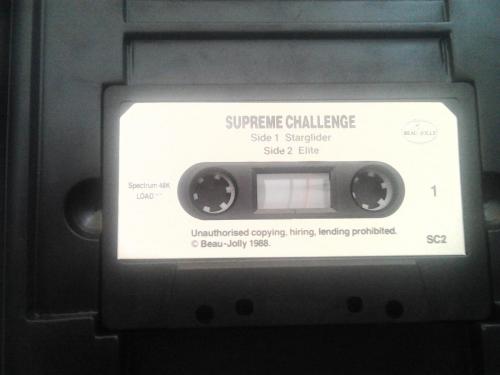 SUPREME CHALLENGE
Side 1 Starglider
Side 2 Elite
BEAU-JOLLY
Spectrum 48K
LOAD " "
1
Unauthorised copying, hiring, lending prohibited.
© Beau-Jolly 1988.
SC2